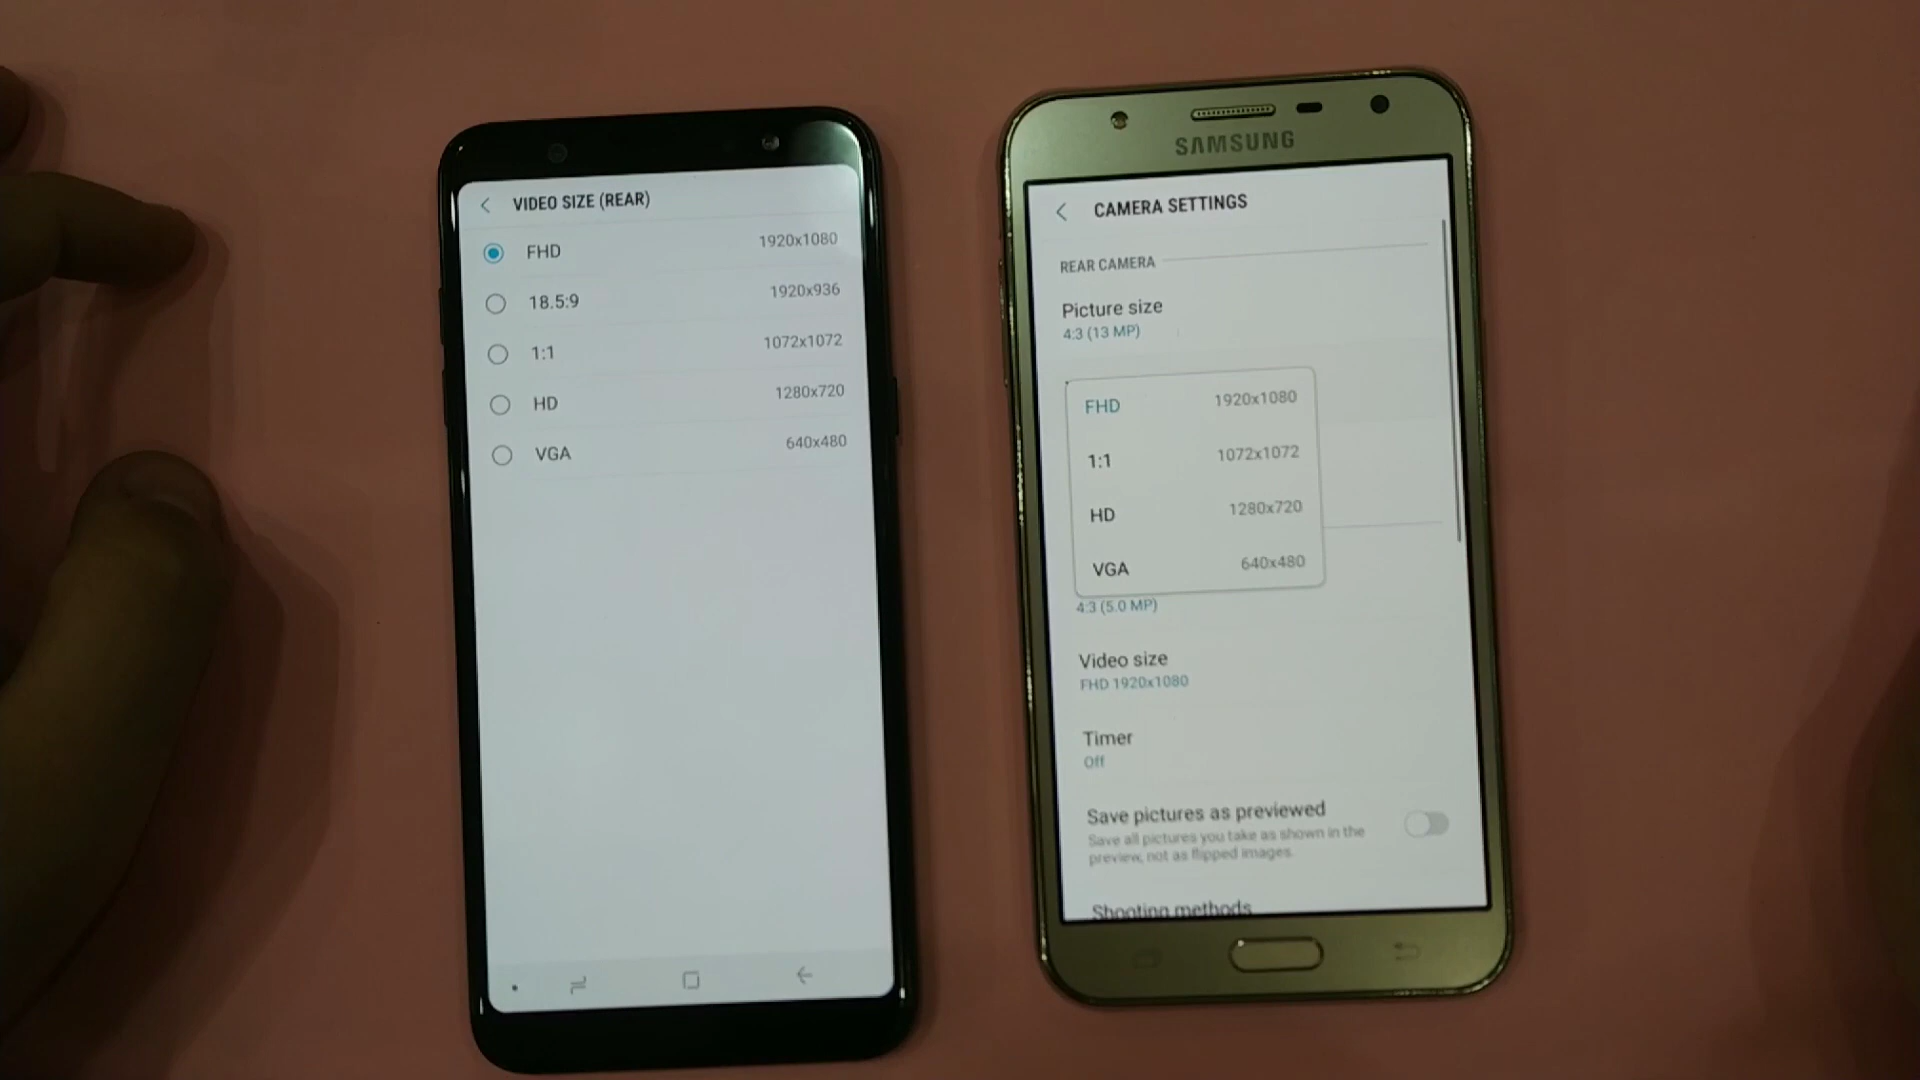 VIDEO SIZE (REAR)
FHD 1920x1080
18.5:9 1920x936
1:1 1072x1072
HD 1280x720
VGA 640x480
SAMSUNG
CAMERA SETTINGS
REAR CAMERA
Picture size
4:3 (13 MP)
FHD 1920x1080
1:1 1072x1072
HD 1280x720
VGA 640x480
4:3 (5.0 MP)
Video size
FHD 1920x1080
Timer
Off
Save pictures as previewed
Save all pictures you take as shown in the
preview, not as flipped images.
Shooting methods